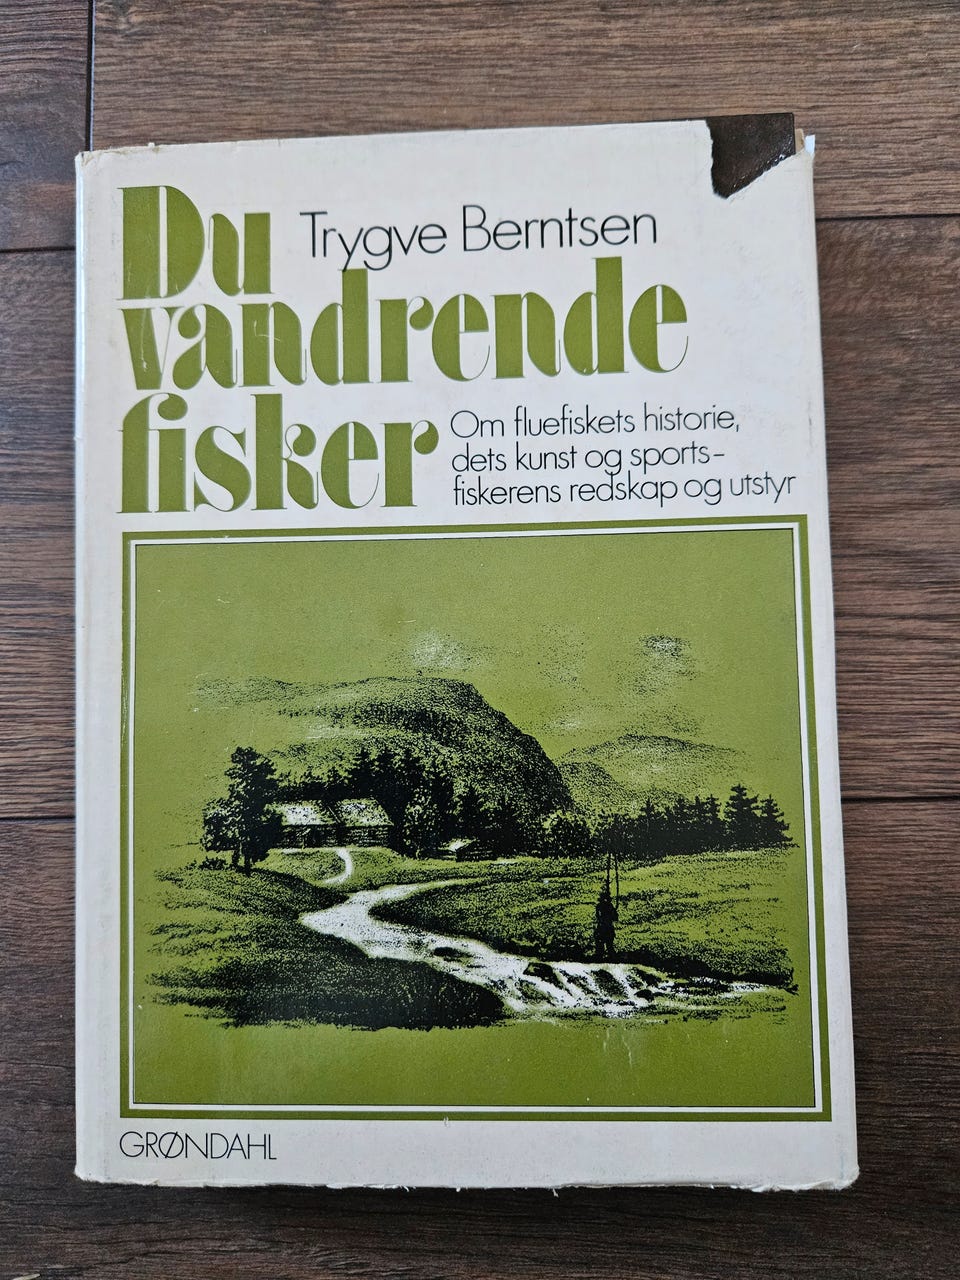 Du
Trygve Berntsen
vandrende
fisker
Om fluefiskets historie,
dets kunst og sports-
fiskerens redskap og utstyr
GRØNDAHL